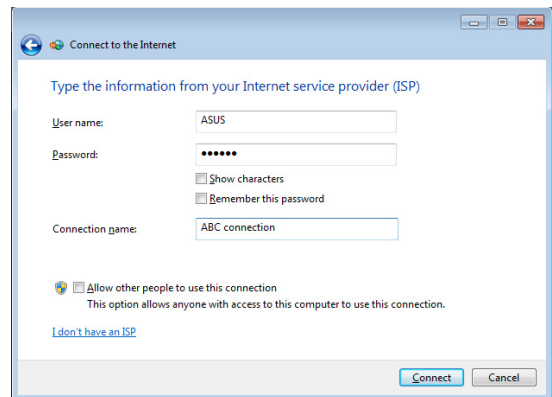 Connect to the Internet
Type the information from your Internet service provider (ISP)
User name: ASUS
Password: ••••••
Show characters
Remember this password
Connection name: ABC connection
Allow other people to use this connection
This option allows anyone with access to this computer to use this connection.
I don't have an ISP
Connect Cancel